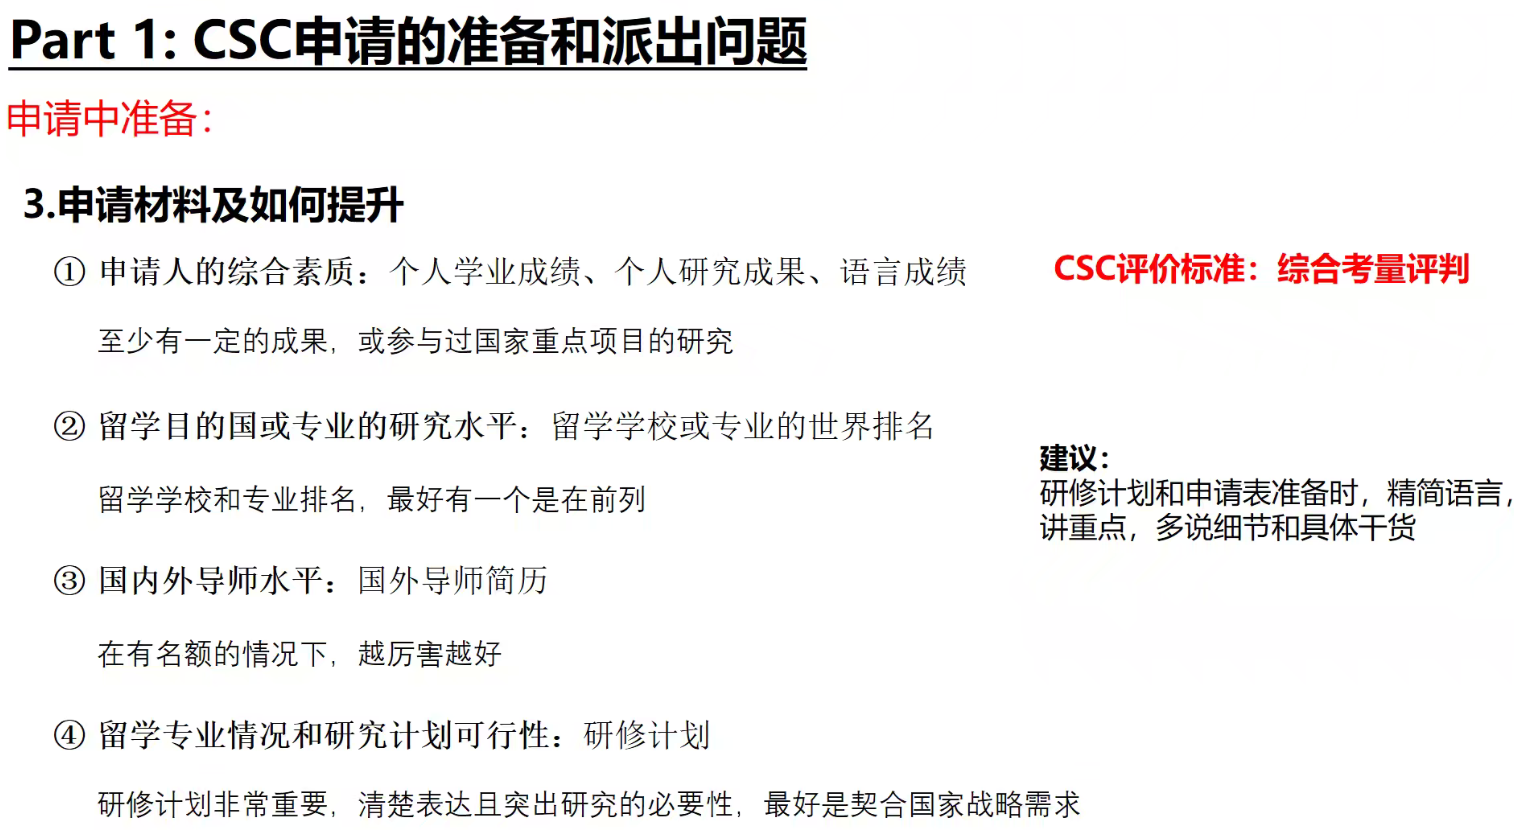 Part 1: CSC申请的准备和派出问题
申请中准备：
3.申请材料及如何提升
① 申请人的综合素质：个人学业成绩、个人研究成果、语言成绩
至少有一定的成果，或参与过国家重点项目的研究
② 留学目的国或专业的研究水平：留学学校或专业的世界排名
留学学校和专业排名，最好有一个是在前列
③ 国内外导师水平：国外导师简历
在有名额的情况下，越厉害越好
④ 留学专业情况和研究计划可行性：研修计划
研修计划非常重要，清楚表达且突出研究的必要性，最好是契合国家战略需求
CSC评价标准：综合考量评判
建议：
研修计划和申请表准备时，精简语言，
讲重点，多说细节和具体干货